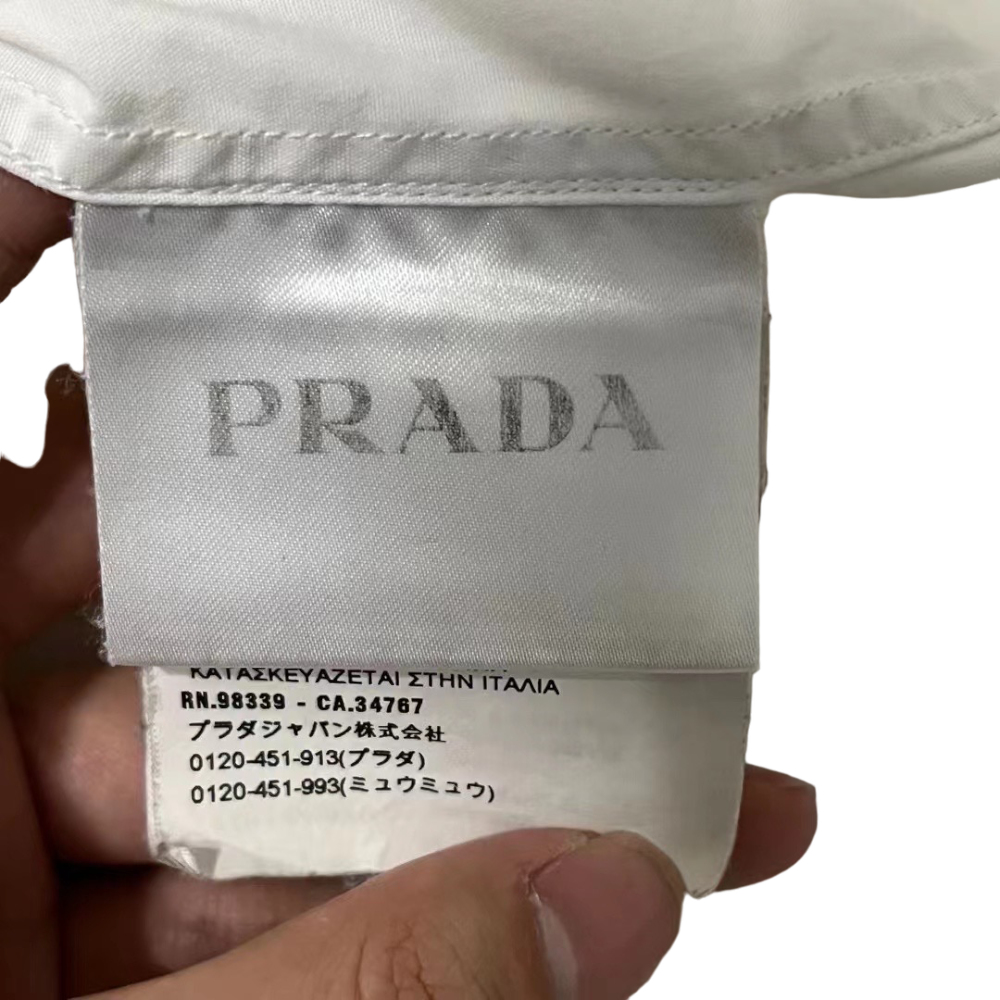 PRADA
ΚΑΤΑΣΚΕΥΑΖΕΤΑΙ ΣΤΗΝ ΙΤΑΛΙΑ
RN.98339 - CA.34767
プラダジャパン株式会社
0120-451-913(プラダ)
0120-451-993(ミュウミュウ)